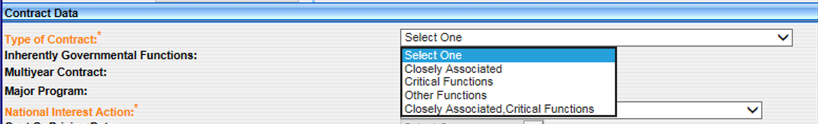 Contract Data
Type of Contract:* Select One
Inherently Governmental Functions: Select One
Closely Associated
Multiyear Contract: Critical Functions
Major Program: Other Functions
National Interest Action:* Closely Associated,Critical Functions